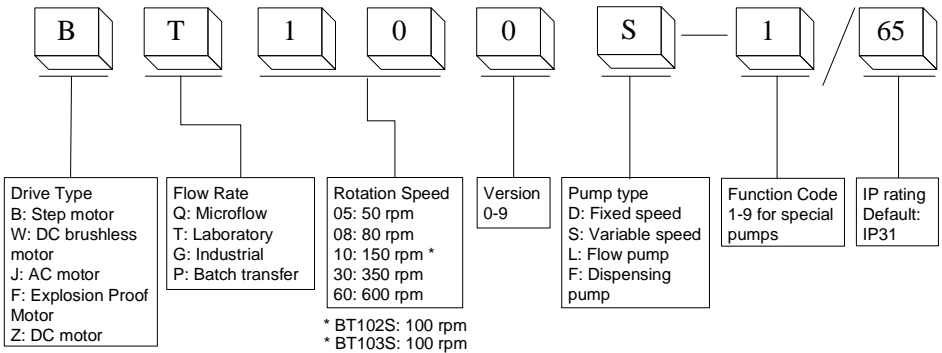 B T 1 0 0 S 1 / 65
Drive Type
B: Step motor
W: DC brushless
motor
J: AC motor
F: Explosion Proof
Motor
Z: DC motor
Flow Rate
Q: Microflow
T: Laboratory
G: Industrial
P: Batch transfer
Rotation Speed
05: 50 rpm
08: 80 rpm
10: 150 rpm *
30: 350 rpm
60: 600 rpm
* BT102S: 100 rpm
* BT103S: 100 rpm
Version
0-9
Pump type
D: Fixed speed
S: Variable speed
L: Flow pump
F: Dispensing
pump
Function Code
1-9 for special
pumps
IP rating
Default:
IP31